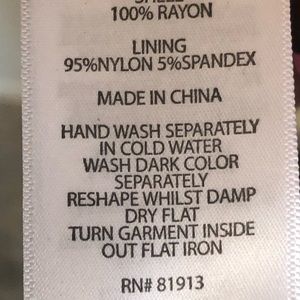 SHELL
100% RAYON
LINING
95%NYLON 5%SPANDEX
MADE IN CHINA
HAND WASH SEPARATELY
IN COLD WATER
WASH DARK COLOR
SEPARATELY
RESHAPE WHILST DAMP
DRY FLAT
TURN GARMENT INSIDE
OUT FLAT IRON
RN# 81913